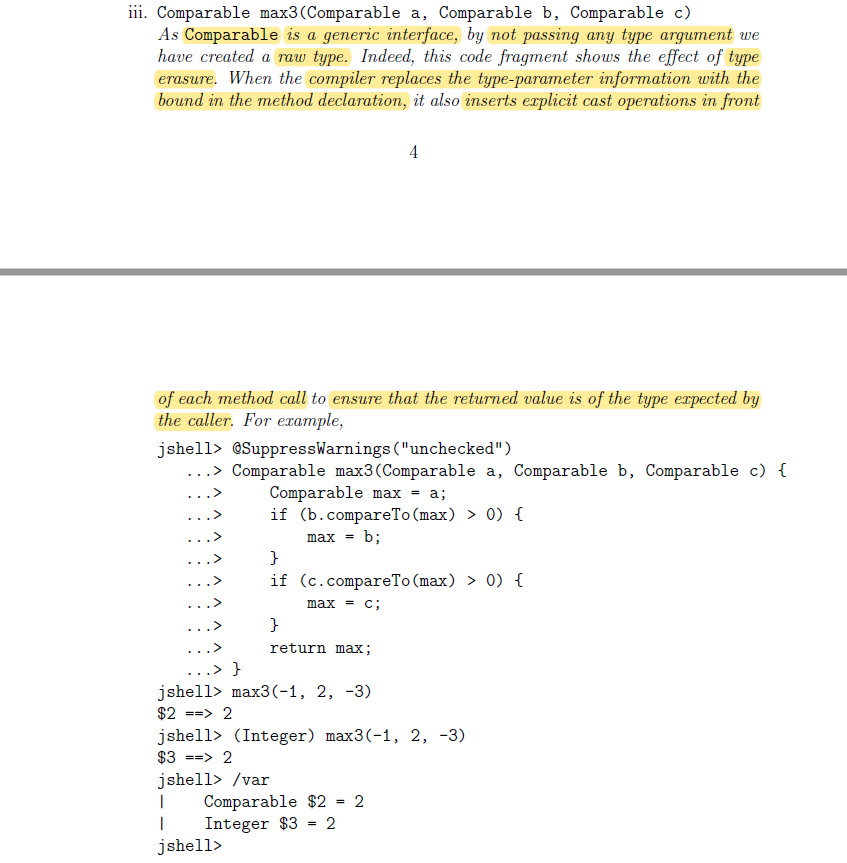 iii. Comparable max3(Comparable a, Comparable b, Comparable c)
As Comparable is a generic interface, by not passing any type argument we
have created a raw type. Indeed, this code fragment shows the effect of type
erasure. When the compiler replaces the type-parameter information with the
bound in the method declaration, it also inserts explicit cast operations in front
4
of each method call to ensure that the returned value is of the type expected by
the caller. For example,
jshell> @SuppressWarnings("unchecked")
...> Comparable max3(Comparable a, Comparable b, Comparable c) {
...>     Comparable max = a;
...>     if (b.compareTo(max) > 0) {
...>         max = b;
...>     }
...>     if (c.compareTo(max) > 0) {
...>         max = c;
...>     }
...>     return max;
...> }
jshell> max3(-1, 2, -3)
$2 ==> 2
jshell> (Integer) max3(-1, 2, -3)
$3 ==> 2
jshell> /var
|    Comparable $2 = 2
|    Integer $3 = 2
jshell>